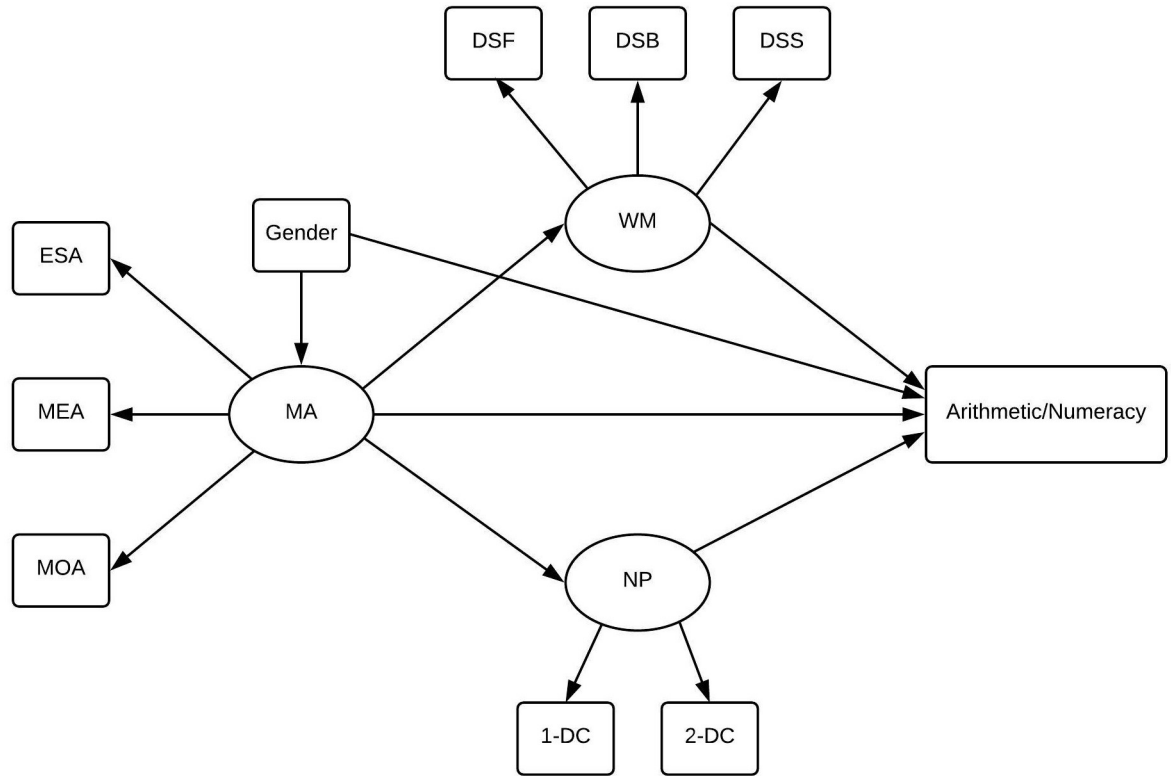 DSF
DSB
DSS
WM
Gender
ESA
MEA
MA
Arithmetic/Numeracy
MOA
NP
1-DC
2-DC